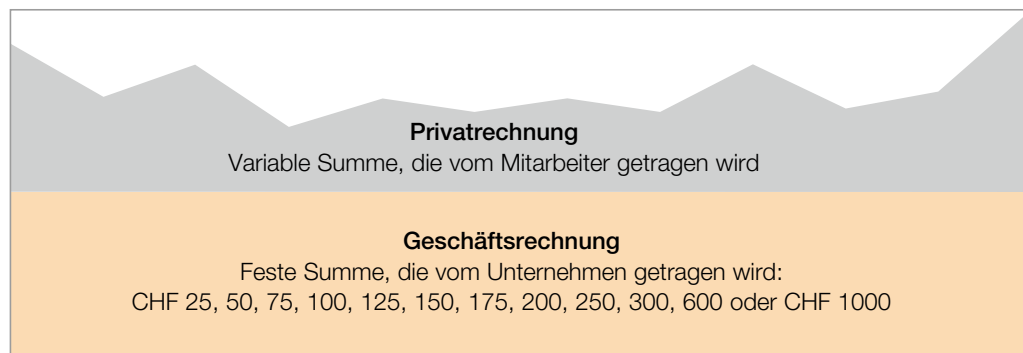 Privatrechnung
Variable Summe, die vom Mitarbeiter getragen wird
Geschäftsrechnung
Feste Summe, die vom Unternehmen getragen wird:
CHF 25, 50, 75, 100, 125, 150, 175, 200, 250, 300, 600 oder CHF 1000